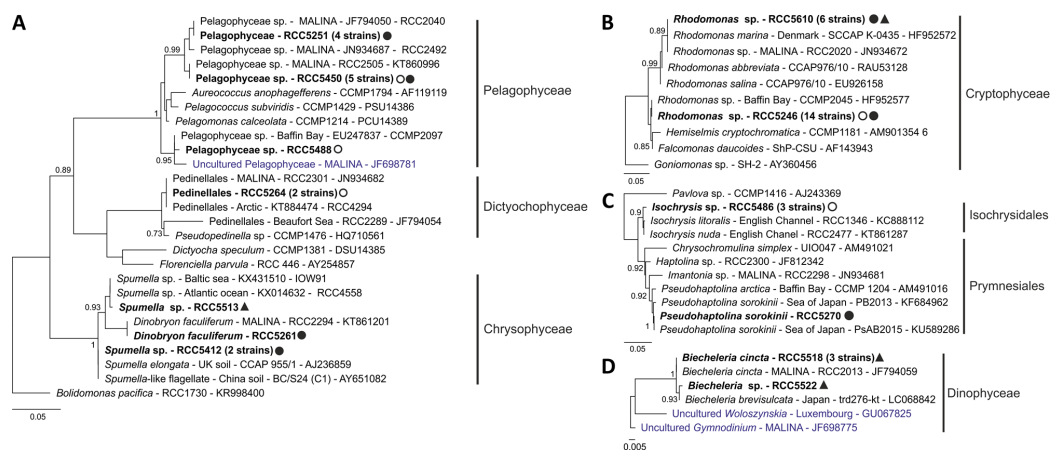 A
Pelagophyceae sp. - MALINA - JF794050 - RCC2040
Pelagophyceae - RCC5251 (4 strains)
0.99
Pelagophyceae sp. - MALINA - JN934687 - RCC2492
Pelagophyceae sp. - MALINA - RCC2505 - KT860996
Pelagophyceae sp. - RCC5450 (5 strains)
Aureococcus anophagefferens - CCMP1794 - AF119119
Pelagococcus subviridis - CCMP1429 - PSU14386
1
Pelagomonas calceolata - CCMP1214 - PCU14389
Pelagophyceae sp. - Baffin Bay - EU247837 - CCMP2097
Pelagophyceae sp. - RCC5488
0.95
Uncultured Pelagophyceae - MALINA - JF698781
Pelagophyceae
0.89
Pedinellales - MALINA - RCC2301 - JN934682
Pedinellales - RCC5264 (2 strains)
Pedinellales - Arctic - KT884474 - RCC4294
Pedinellales - Beaufort Sea - RCC2289 - JF794054
0.73
Pseudopedinella sp. - CCMP1476 - HQ710561
Dictyochophyceae
Dictyocha speculum - CCMP1381 - DSU14385
Florenciella parvula - RCC 446 - AY254857
Spumella sp. - Baltic sea - KX431510 - IOW91
Spumella sp. - Atlantic ocean - KX014632 - RCC4558
0.93
Spumella sp. - RCC5513
Dinobryon faculiferum - MALINA - RCC2294 - KT861201
Dinobryon faculiferum - RCC5261
1
Spumella sp. - RCC5412 (2 strains)
Spumella elongata - UK soil - CCAP 955/1 - AJ236859
Spumella-like flagellate - China soil - BC/S24 (C1) - AY651082
Chrysophyceae
Bolidomonas pacifica - RCC1730 - KR998400
0.05
B
Rhodomonas sp. - RCC5610 (6 strains)
0.89
Rhodomonas marina - Denmark - SCCAP K-0435 - HF952572
Rhodomonas sp. - MALINA - RCC2020 - JN934672
0.99
Rhodomonas abbreviata - CCAP976/10 - RAU53128
Rhodomonas salina - CCAP976/10 - EU926158
Rhodomonas sp. - Baffin Bay - CCMP2045 - HF952577
Rhodomonas sp. - RCC5246 (14 strains)
Hemiselmis cryptochromatica - CCMP1181 - AM901354 6
0.85
Falcomonas daucoides - ShP-CSU - AF143943
Goniomonas sp. - SH-2 - AY360456
Cryptophyceae
0.05
C
Pavlova sp. - CCMP1416 - AJ243369
Isochrysis sp. - RCC5486 (3 strains)
0.9
Isochrysis litoralis - English Channel - RCC1346 - KC888112
Isochrysis nuda - English Chanel - RCC2477 - KT861287
Isochrysidales
Chrysochromulina simplex - UIO047 - AM491021
Haptolina sp. - RCC2300 - JF812342
0.92
Imantonia sp. - MALINA - RCC2298 - JN934681
Pseudohaptolina arctica - Baffin Bay - CCMP 1204 - AM491016
0.92
Pseudohaptolina sorokinii - Sea of Japan - PB2013 - KF684962
Pseudohaptolina sorokinii - RCC5270
1
Pseudohaptolina sorokinii - Sea of Japan - PsAB2015 - KU589286
Prymnesiales
0.05
D
Biecheleria cincta - RCC5518 (3 strains)
Biecheleria cincta - MALINA - RCC2013 - JF794059
1
Biecheleria sp. - RCC5522
0.93
Biecheleria brevisulcata - Japan - trd276-kt - LC068842
Uncultured Woloszynskia - Luxembourg - GU067825
Uncultured Gymnodinium - MALINA - JF698775
Dinophyceae
0.005